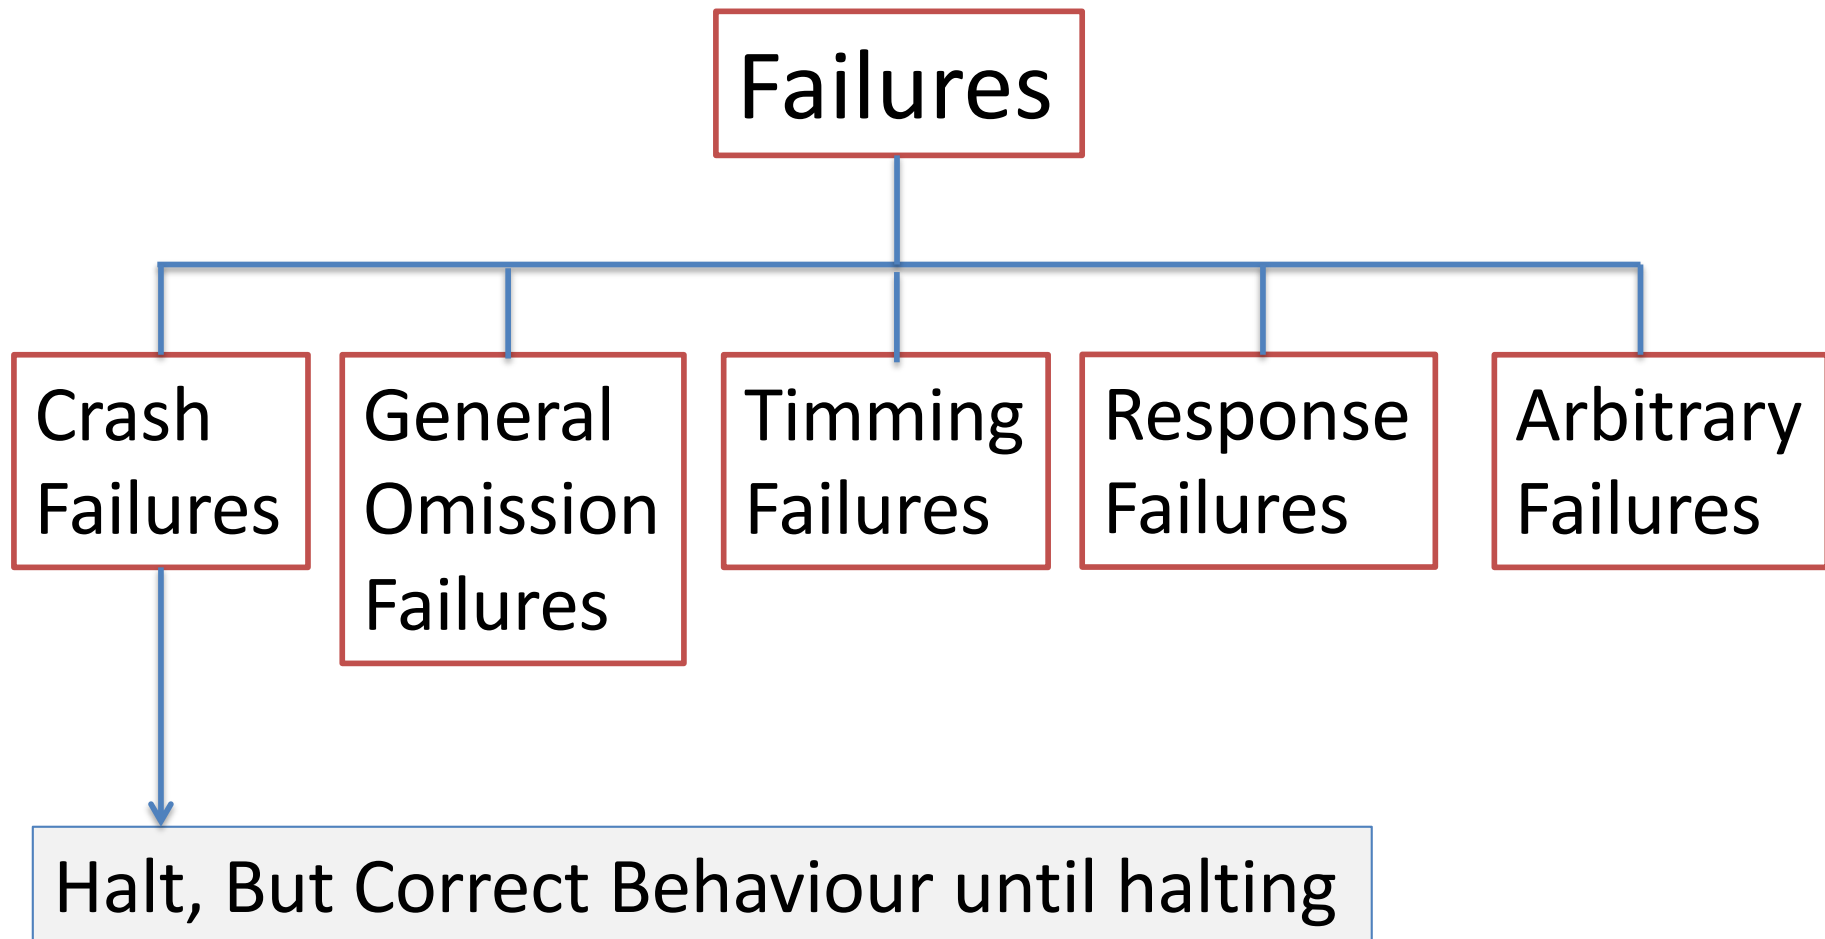 Failures
Crash
Failures
General
Omission
Failures
Timming
Failures
Response
Failures
Arbitrary
Failures
Halt, But Correct Behaviour until halting